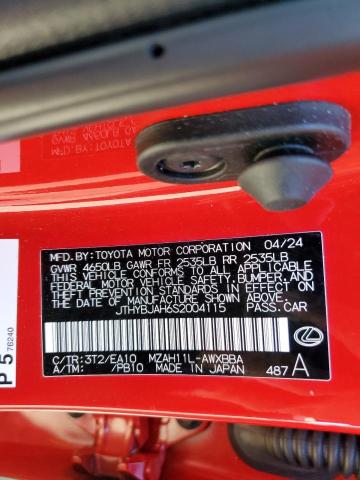 MFD.BY:TOYOTA MOTOR CORPORATION 04/24
GVWR 4650LB GAWR FR 2535LB RR 2535LB
THIS VEHICLE CONFORMS TO ALL APPLICABLE
FEDERAL MOTOR VEHICLE SAFETY, BUMPER, AND
THEFT PREVENTION STANDARDS IN EFFECT ON
THE DATE OF MANUFACTURE SHOWN ABOVE.
JTHYBJAH6S2004115 PASS.CAR
C/TR:3T2/EA10 MZAH11L-AWXBBA
A/TM: /PB10 MADE IN JAPAN 487 A
P 5
76240